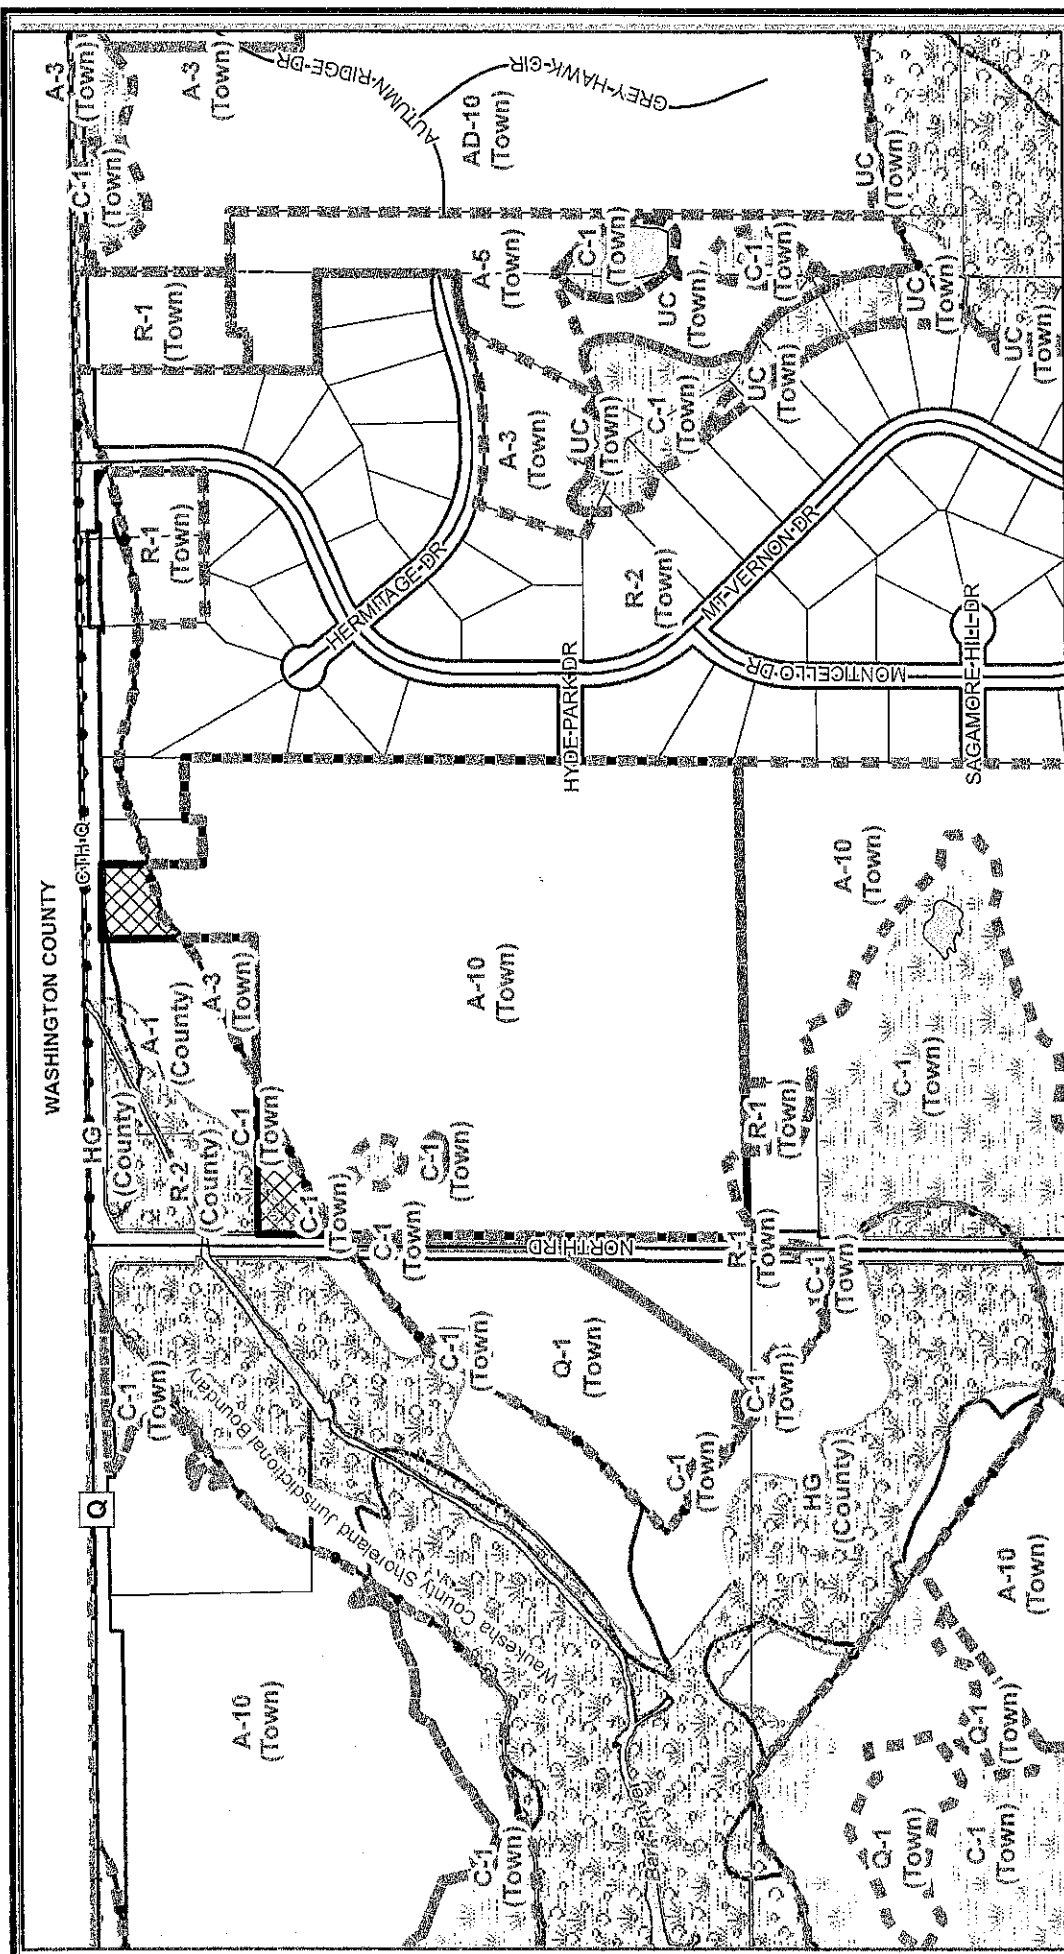 WASHINGTON COUNTY
Q
HG
(County)
CTH-Q
A-3
(Town)
C-1
(Town)
A-3
(Town)
R-1
(Town)
AUTUMN-RIDGE-DR
GREY-HAWK-CIR
AD-10
(Town)
A-5
(Town)
C-1
(Town)
UC
(Town)
C-1
(Town)
UC
(Town)
UC
(Town)
UC
(Town)
R-1
(Town)
A-3
(Town)
UC
(Town)
C-1
(Town)
UC
(Town)
HERMITAGE-DR
R-2
(Town)
MT-VERNON-DR
MONTICELLO-DR
HYDE-PARK-DR
SAGAMORE-HILL-DR
A-1
(County)
A-3
(Town)
R-2
(County)
C-1
(Town)
A-10
(Town)
A-10
(Town)
C-1
(Town)
C-1
(Town)
C-1
(Town)
C-1
(Town)
NORTH RD
R-1
(Town)
R-1
(Town)
C-1
(Town)
C-1
(Town)
Waukesha County Shoreland Jurisdictional Boundary
C-1
(Town)
Q-1
(Town)
C-1
(Town)
C-1
(Town)
HG
(County)
A-10
(Town)
C-1
(Town)
Bark River
A-10
(Town)
Q-1
(Town)
Q-1
(Town)
C-1
(Town)